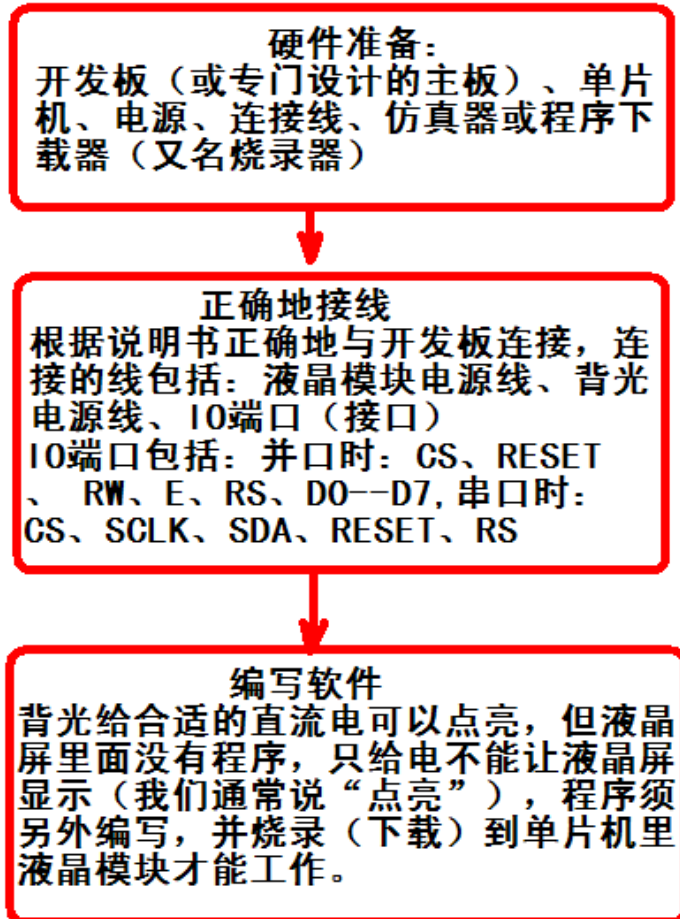 硬件准备：
开发板（或专门设计的主板）、单片
机、电源、连接线、仿真器或程序下
载器（又名烧录器）
正确地接线
根据说明书正确地与开发板连接，连
接的线包括：液晶模块电源线、背光
电源线、IO端口（接口）
IO端口包括：并口时：CS、RESET
、 RW、E、RS、D0--D7,串口时：
CS、SCLK、SDA、RESET、RS
编写软件
背光给合适的直流电可以点亮，但液晶
屏里面没有程序，只给电不能让液晶屏
显示（我们通常说“点亮”），程序须
另外编写，并烧录（下载）到单片机里
液晶模块才能工作。